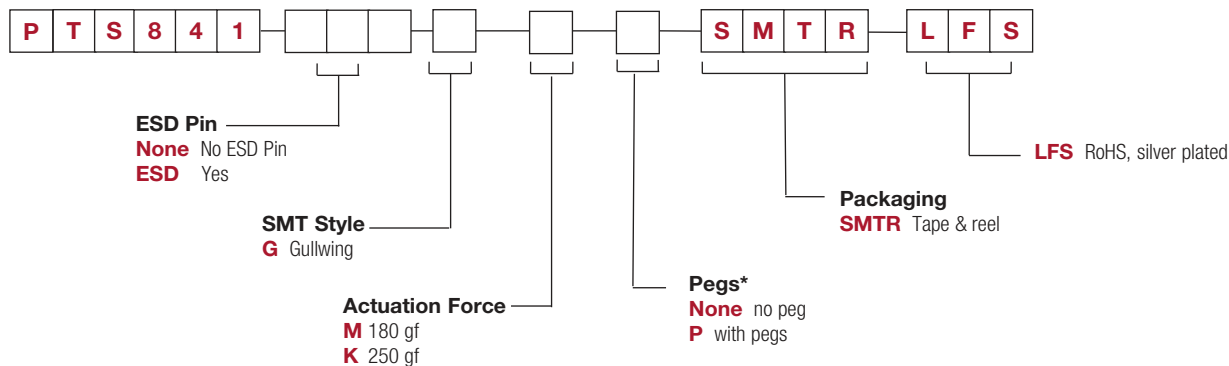 P T S 8 4 1 S M T R L F S
ESD Pin
None No ESD Pin
ESD Yes
LFS RoHS, silver plated
Packaging
SMTR Tape & reel
SMT Style
G Gullwing
Pegs*
None no peg
P with pegs
Actuation Force
M 180 gf
K 250 gf